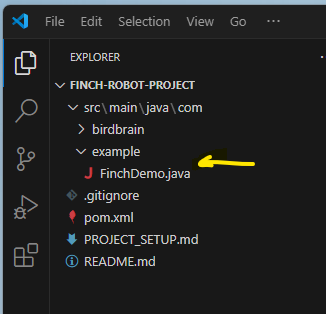 File Edit Selection View Go ...
EXPLORER ...
FINCH-ROBOT-PROJECT
src\main\java\com
birdbrain
example
J FinchDemo.java
.gitignore
pom.xml
PROJECT_SETUP.md
README.md